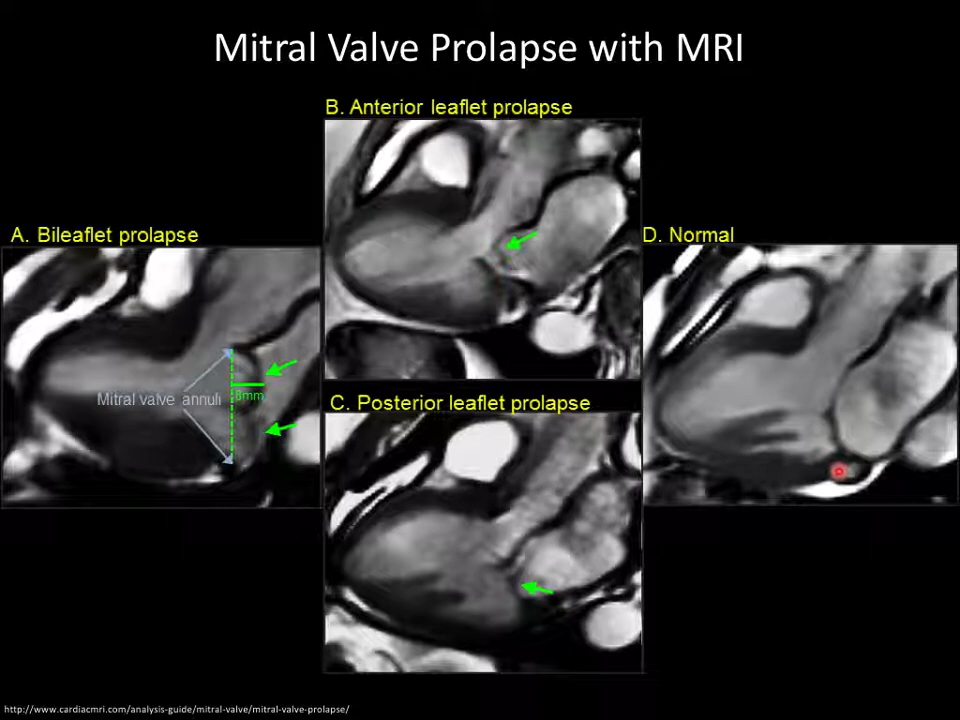 Mitral Valve Prolapse with MRI
B. Anterior leaflet prolapse
A. Bileaflet prolapse
D. Normal
Mitral valve annuli
8mm
C. Posterior leaflet prolapse
http://www.cardiacmri.com/analysis-guide/mitral-valve/mitral-valve-prolapse/